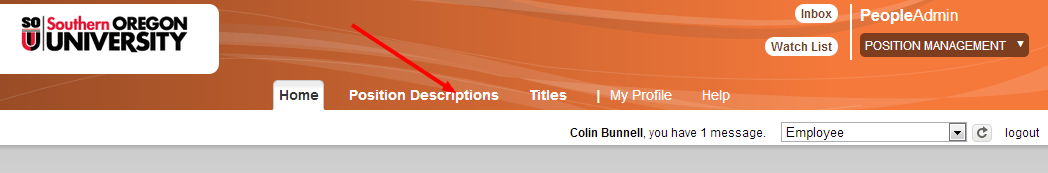 SO Southern OREGON
U UNIVERSITY
Inbox
PeopleAdmin
Watch List
POSITION MANAGEMENT
Home Position Descriptions Titles | My Profile Help
Colin Bunnell, you have 1 message. Employee logout